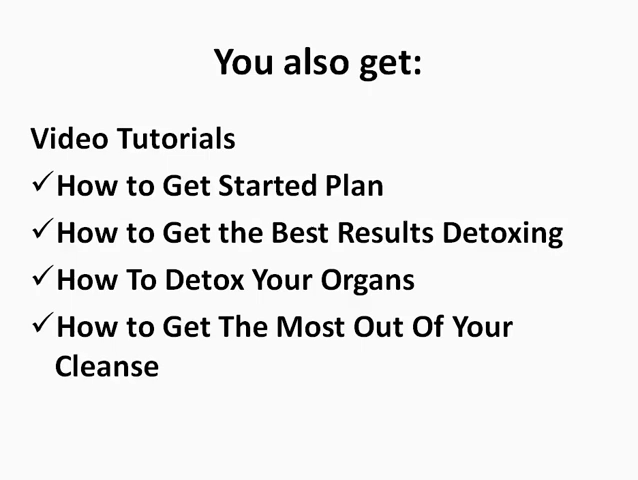 You also get:
Video Tutorials
✓How to Get Started Plan
✓How to Get the Best Results Detoxing
✓How To Detox Your Organs
✓How to Get The Most Out Of Your
Cleanse